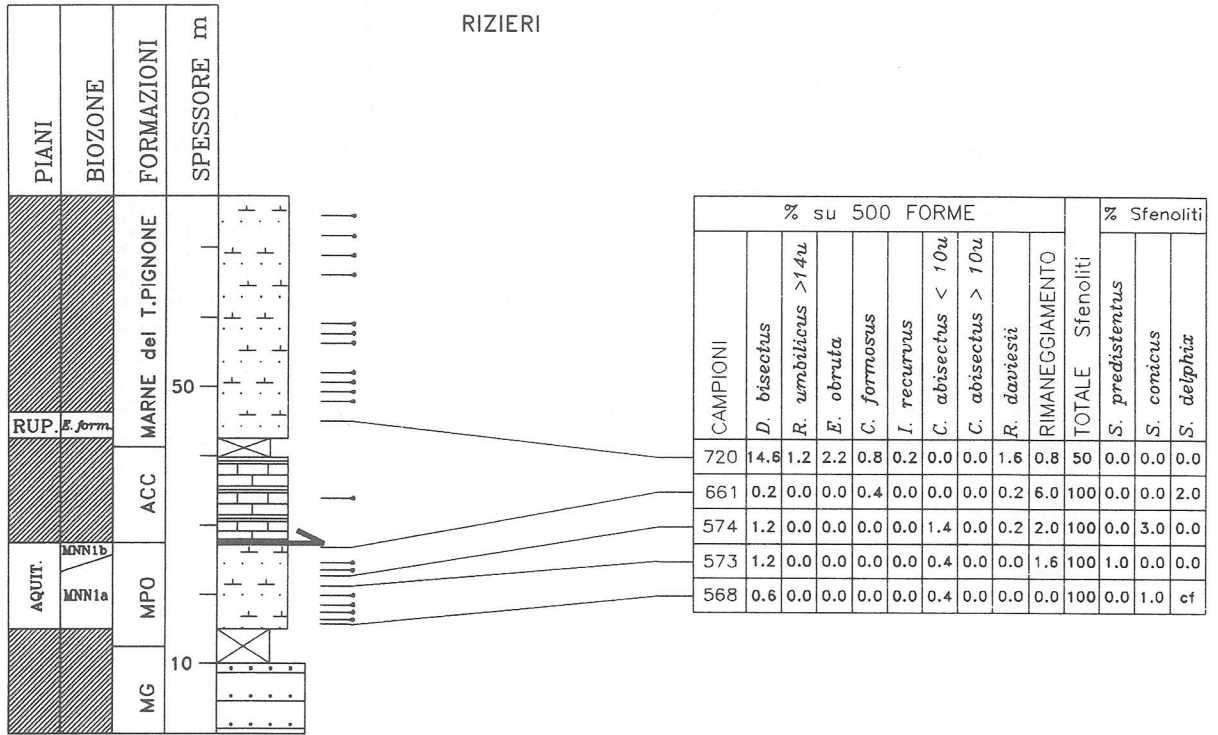 RIZIERI
PIANI
BIOZONE
FORMAZIONI
SPESSORE m
MARNE del T.PIGNONE
50
RUP.
E. form.
ACC
AQUIT.
MNN1b
MNN1a
MPO
10
MG
% su 500 FORME
% Sfenoliti
CAMPIONI
D. bisectus
R. umbilicus >14u
E. obruta
C. formosus
I. recurvus
C. abisectus < 10u
C. abisectus > 10u
R. daviesii
RIMANEGGIAMENTO
TOTALE Sfenoliti
S. predistentus
S. conicus
S. delphix
720 14.6 1.2 2.2 0.8 0.2 0.0 0.0 1.6 0.8 50 0.0 0.0 0.0
661 0.2 0.0 0.0 0.4 0.0 0.0 0.0 0.2 6.0 100 0.0 0.0 2.0
574 1.2 0.0 0.0 0.0 0.0 1.4 0.0 0.2 2.0 100 0.0 3.0 0.0
573 1.2 0.0 0.0 0.0 0.0 0.4 0.0 0.0 1.6 100 1.0 0.0 0.0
568 0.6 0.0 0.0 0.0 0.0 0.4 0.0 0.0 0.0 100 0.0 1.0 cf